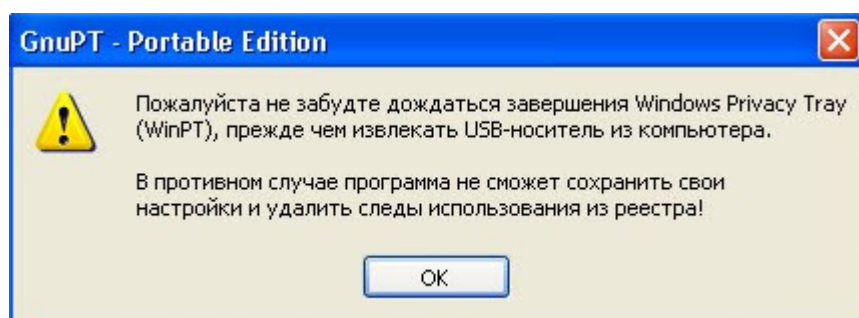 GnuPT - Portable Edition
Пожалуйста не забудте дождаться завершения Windows Privacy Tray
(WinPT), прежде чем извлекать USB-носитель из компьютера.
В противном случае программа не сможет сохранить свои
настройки и удалить следы использования из реестра!
OK